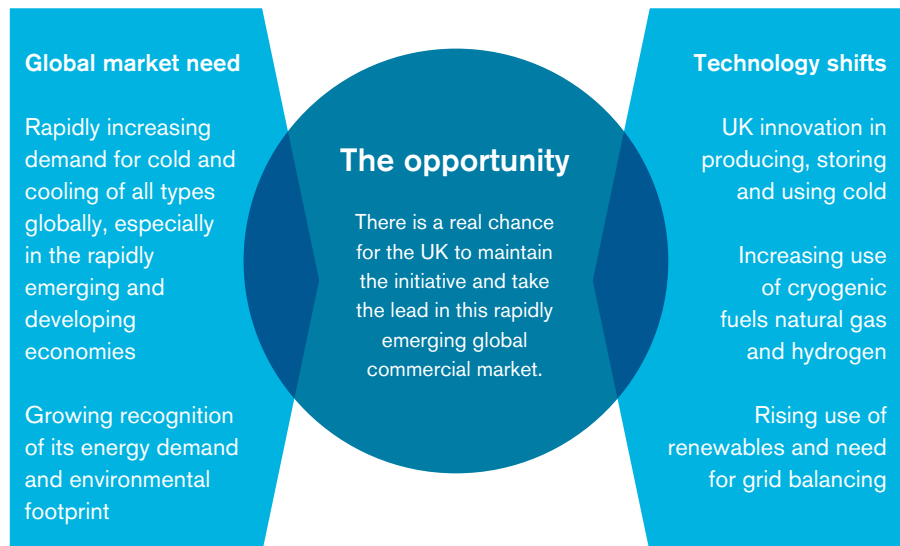 Global market need
Rapidly increasing
demand for cold and
cooling of all types
globally, especially
in the rapidly
emerging and
developing
economies
Growing recognition
of its energy demand
and environmental
footprint
The opportunity
There is a real chance
for the UK to maintain
the initiative and take
the lead in this rapidly
emerging global
commercial market.
Technology shifts
UK innovation in
producing, storing
and using cold
Increasing use
of cryogenic
fuels natural gas
and hydrogen
Rising use of
renewables and need
for grid balancing